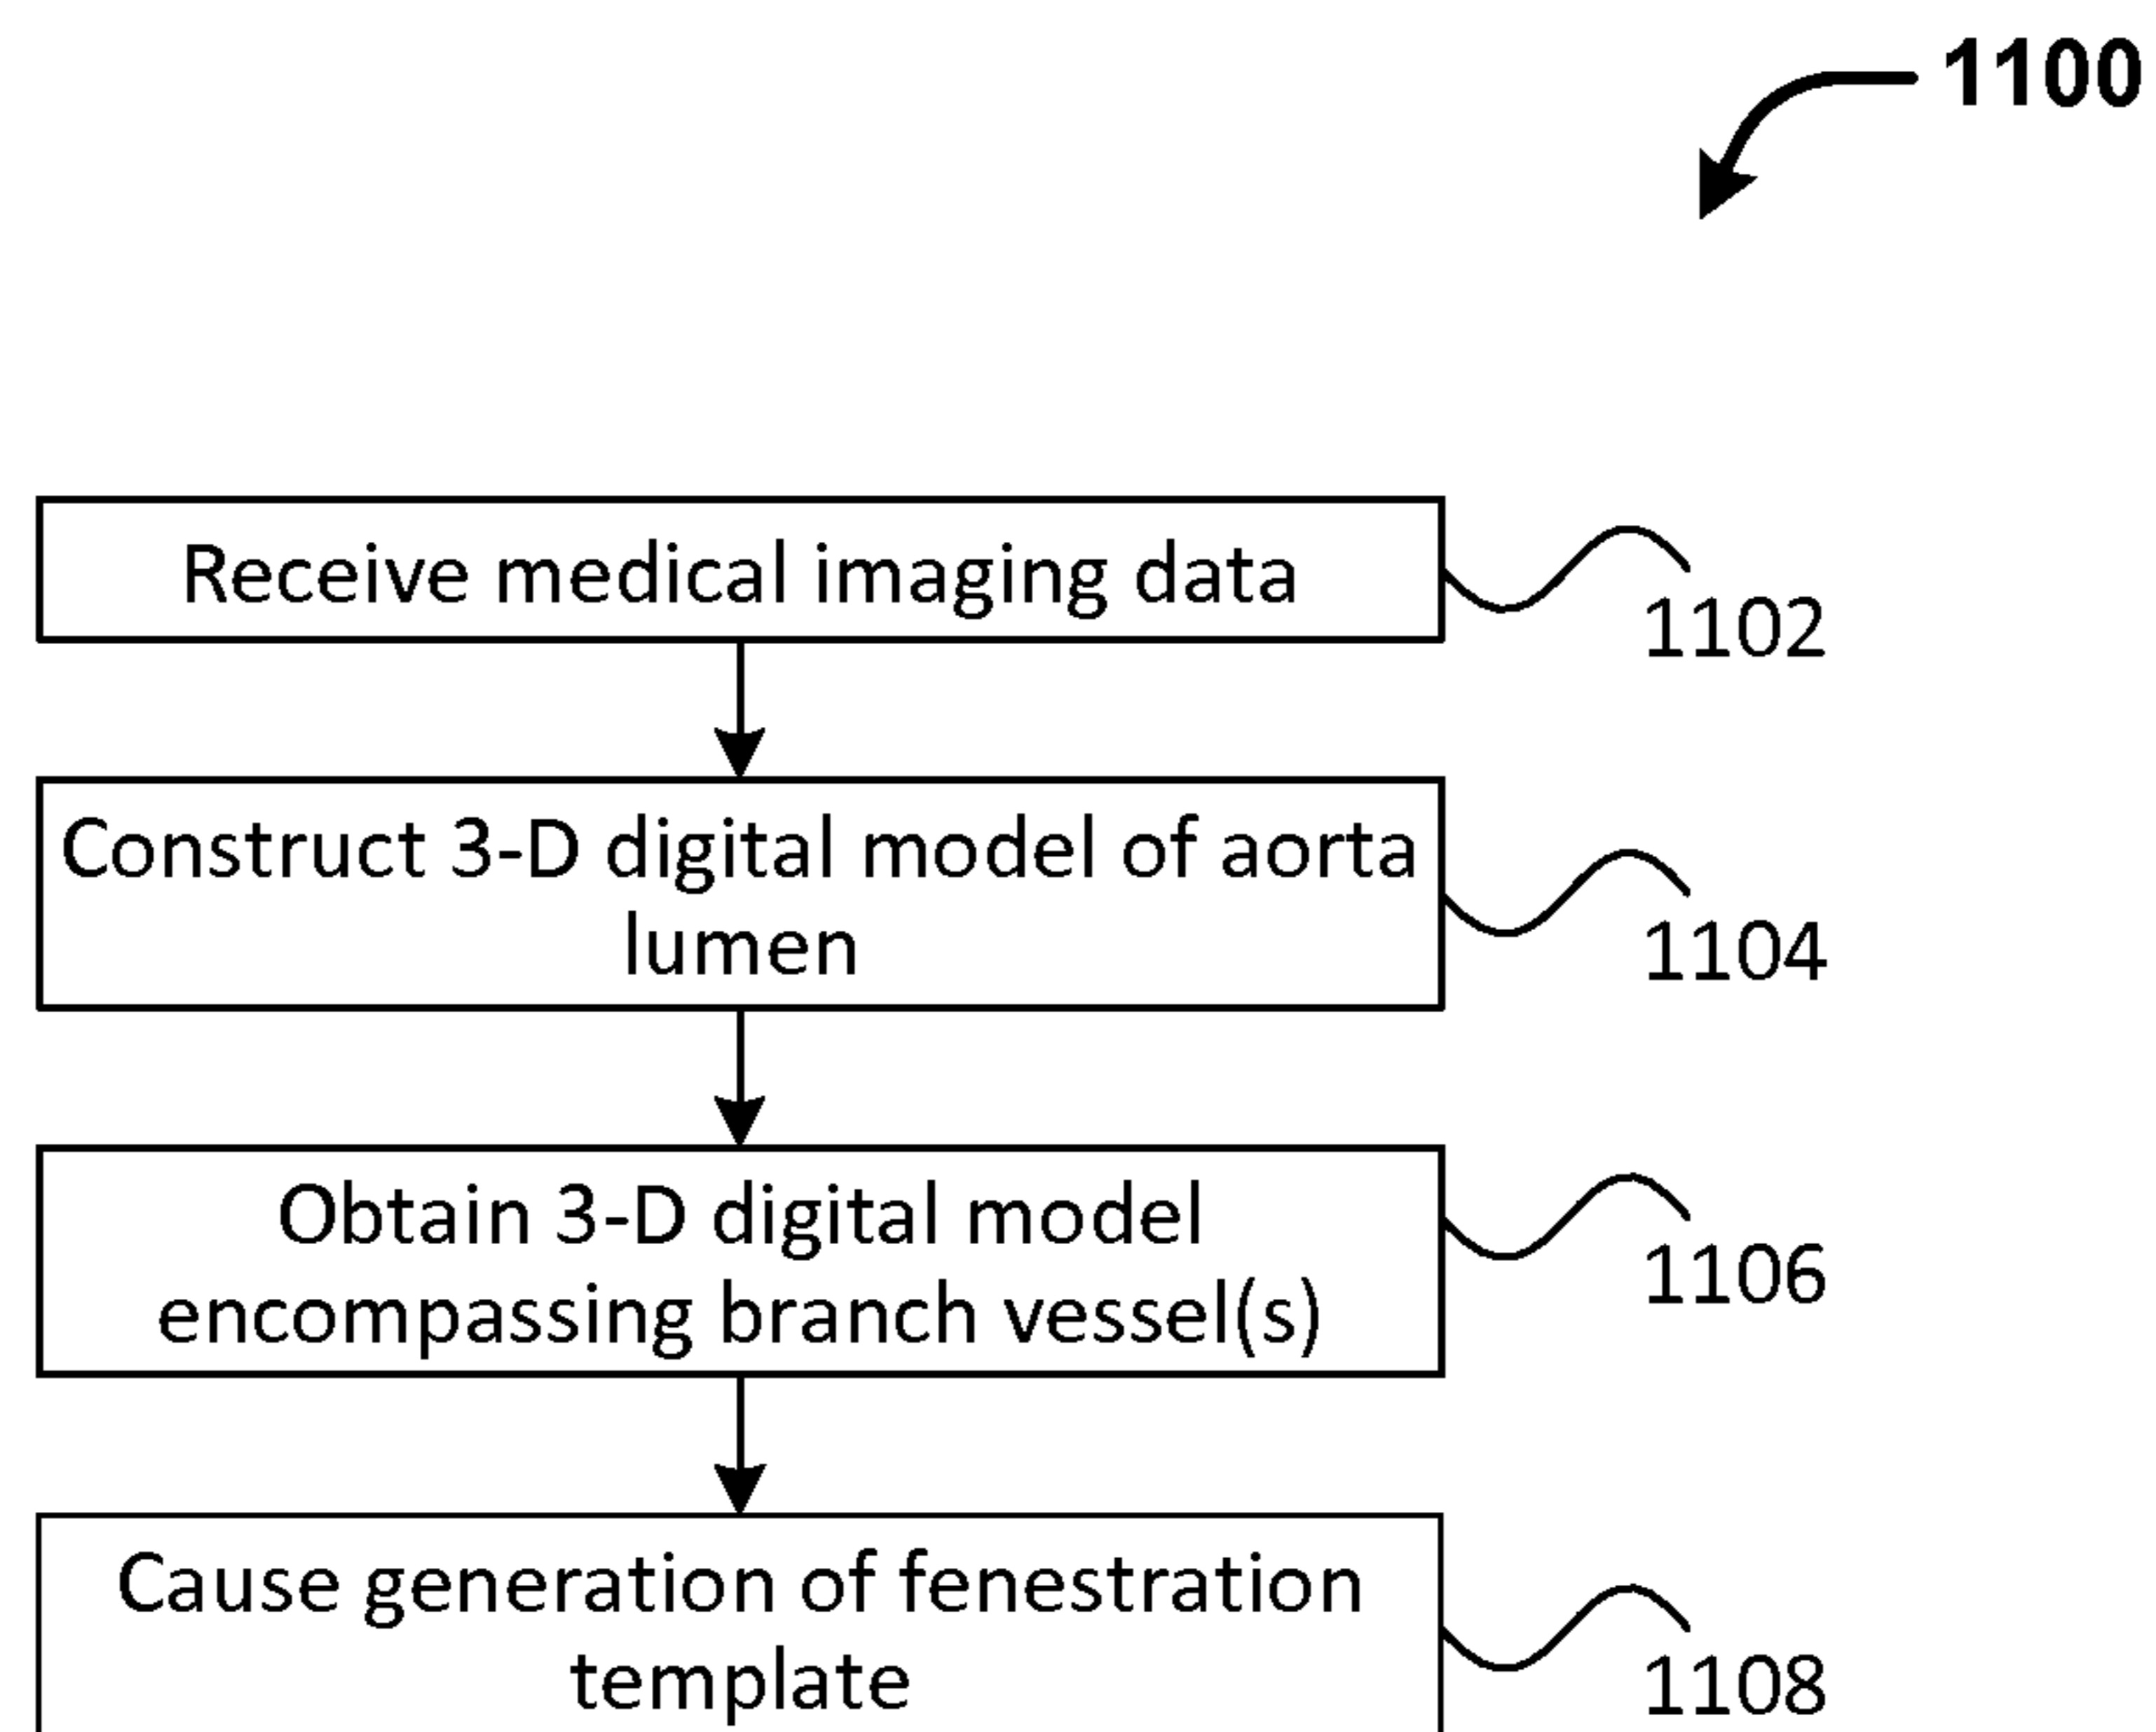 1100
Receive medical imaging data
1102
Construct 3-D digital model of aorta
lumen
1104
Obtain 3-D digital model
encompassing branch vessel(s)
1106
Cause generation of fenestration
template
1108